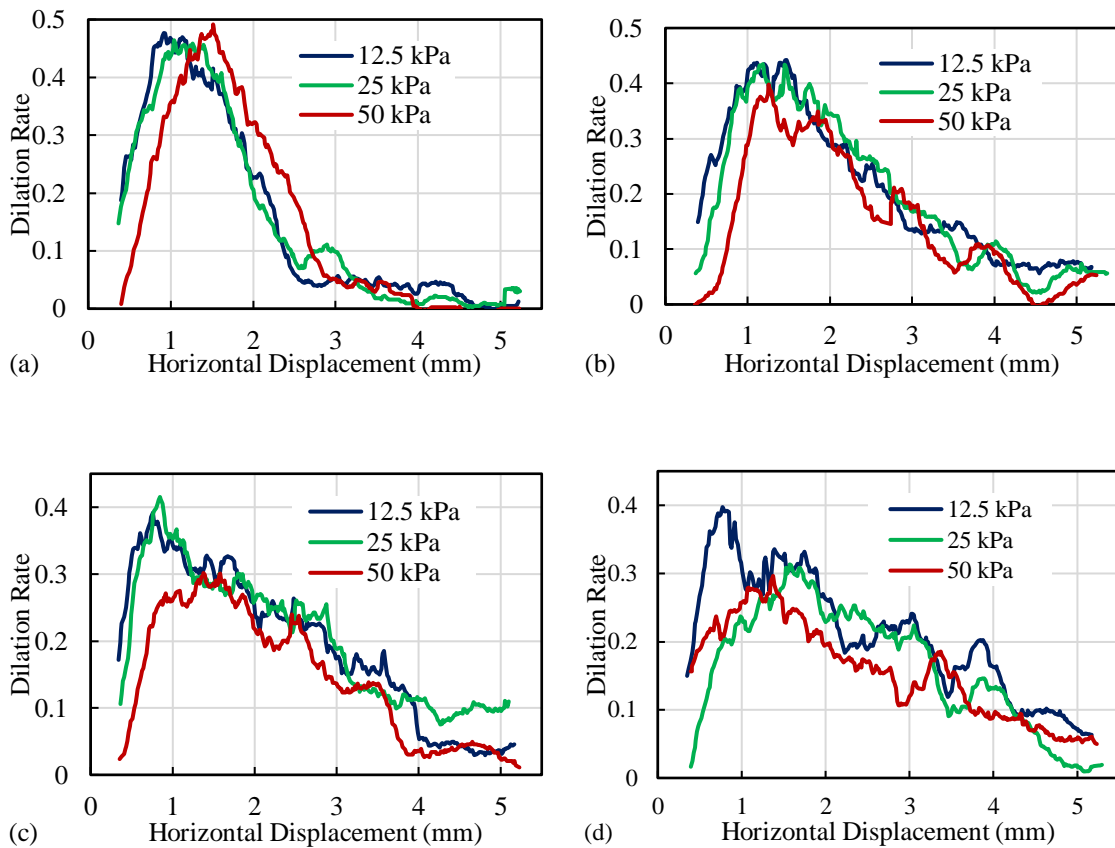 0.5
0.4
0.3
0.2
0.1
0
Dilation Rate
12.5 kPa
25 kPa
50 kPa
0 1 2 3 4 5
(a) Horizontal Displacement (mm)
0.5
0.4
0.3
0.2
0.1
0
Dilation Rate
12.5 kPa
25 kPa
50 kPa
0 1 2 3 4 5
(b) Horizontal Displacement (mm)
0.4
0.3
0.2
0.1
0
Dilation Rate
12.5 kPa
25 kPa
50 kPa
0 1 2 3 4 5
(c) Horizontal Displacement (mm)
0.4
0.3
0.2
0.1
0
Dilation Rate
12.5 kPa
25 kPa
50 kPa
0 1 2 3 4 5
(d) Horizontal Displacement (mm)